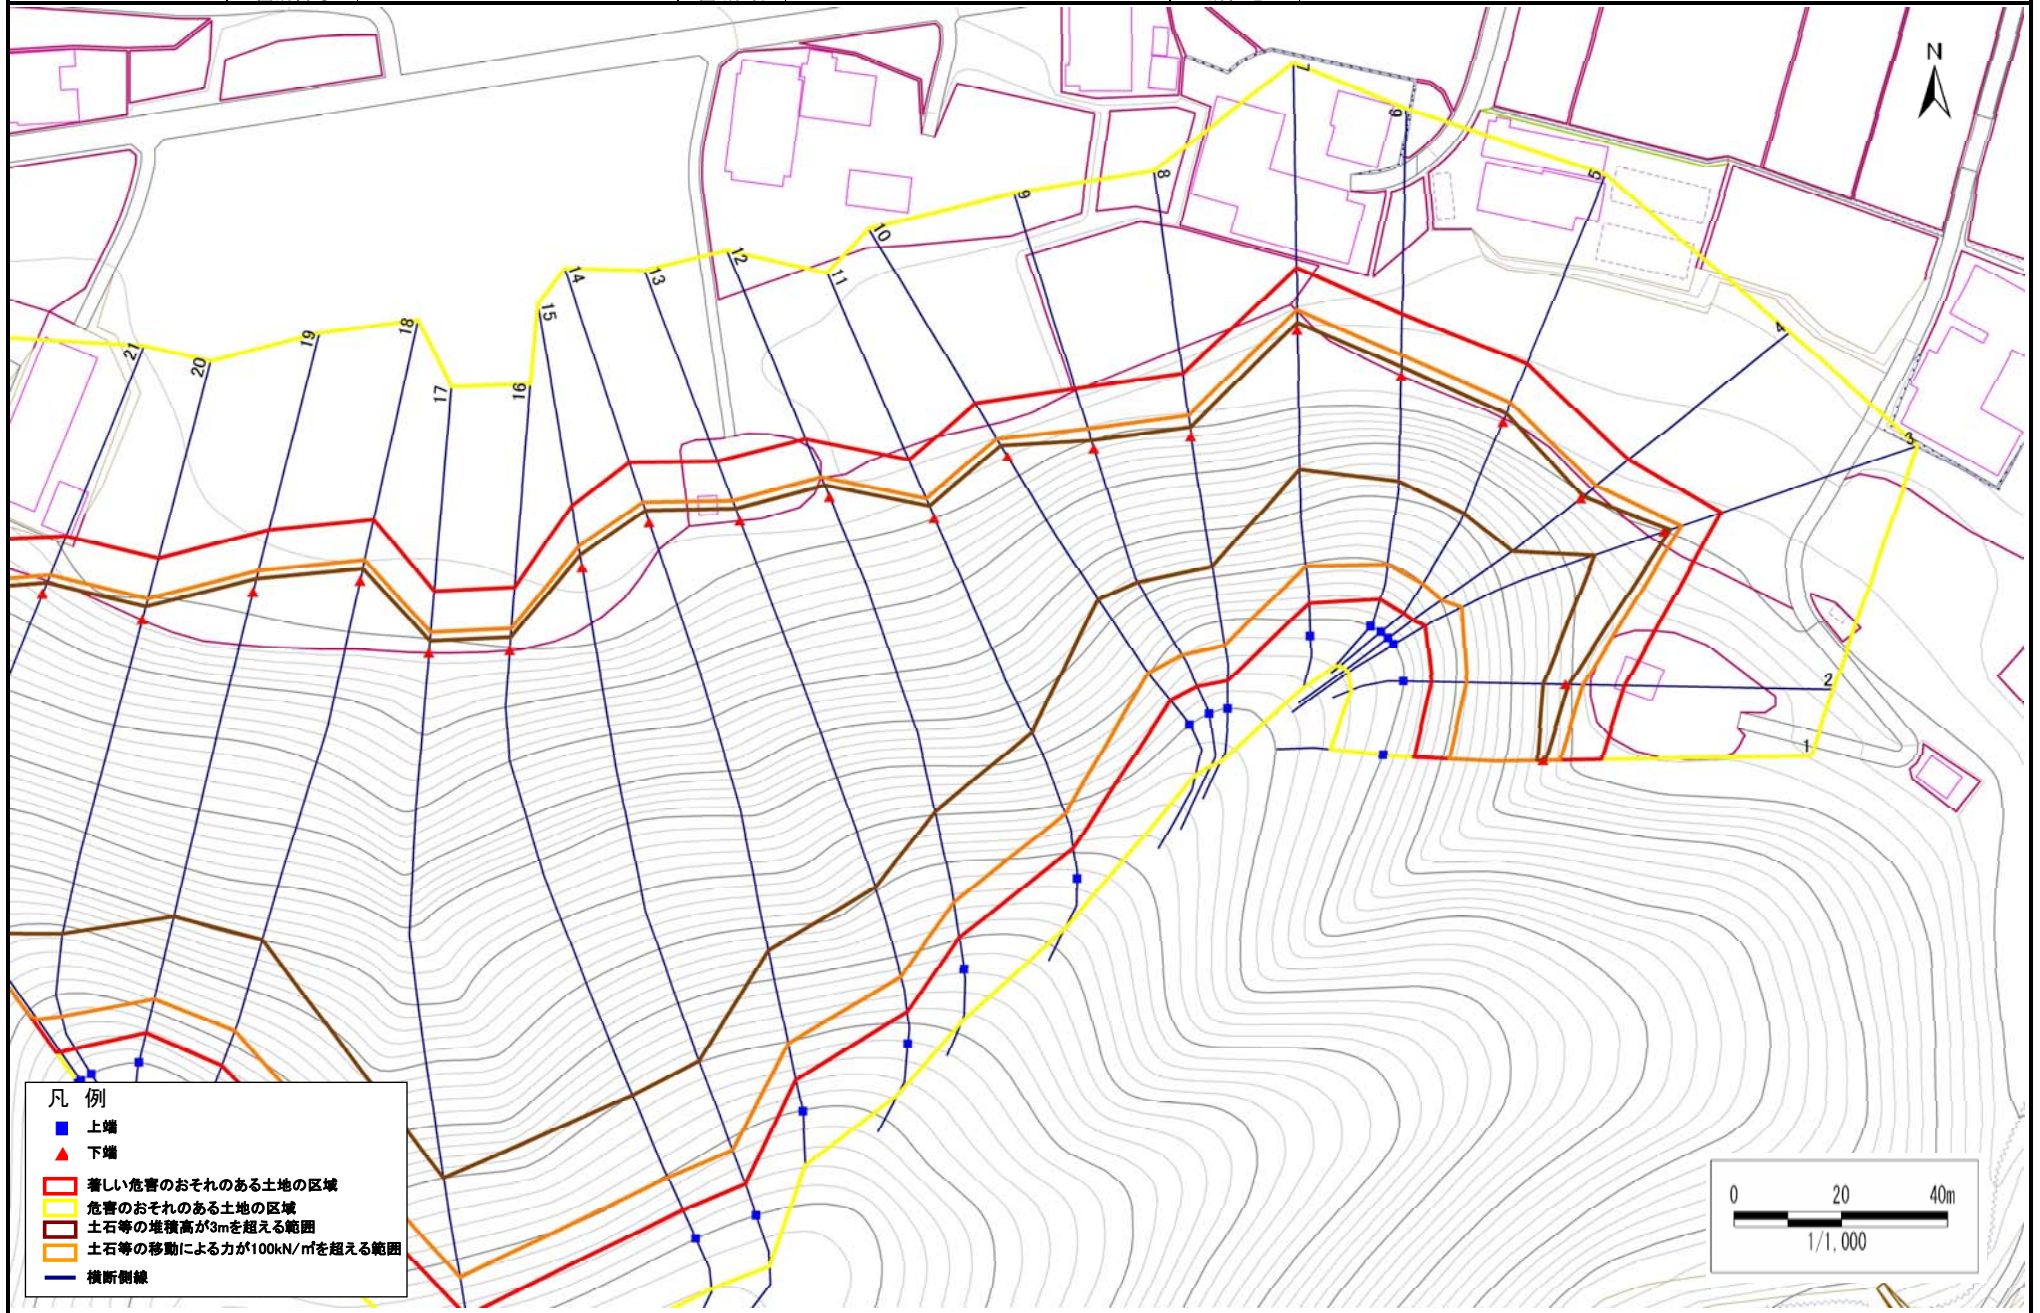 N
7
6
5
8
9
10
4
12
11
14
13
15
18
19
21
20
17
16
3
2
1
凡 例
上端
下端
著しい危害のおそれのある土地の区域
危害のおそれのある土地の区域
土石等の堆積高が3mを超える範囲
土石等の移動による力が100kN/㎡を超える範囲
横断側線
0 20 40m
1/1,000